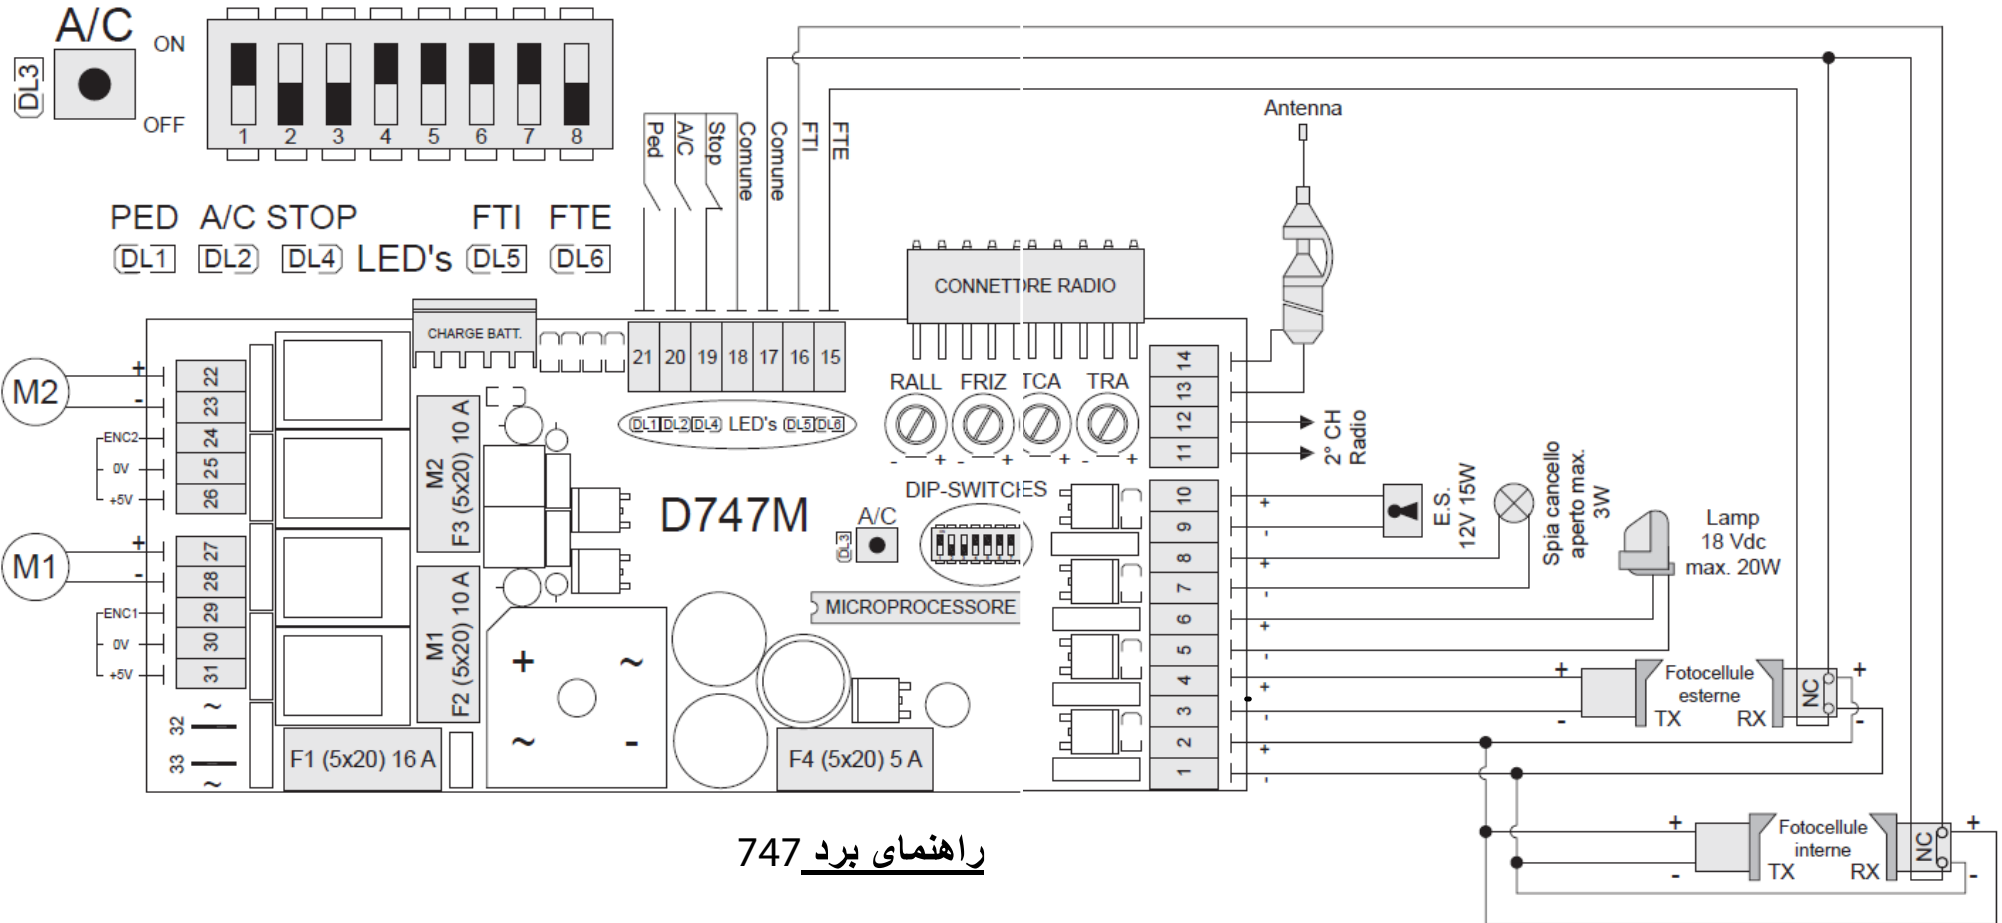 A/C
DL3
ON
OFF
1 2 3 4 5 6 7 8
PED A/C STOP FTI FTE
DL1 DL2 DL4 LED's DL5 DL6
Ped
A/C
Stop
Comune
Comune
FTI
FTE
Antenna
CONNETTORE RADIO
CHARGE BATT.
21 20 19 18 17 16 15
DL1 DL2 DL4 LED's DL5 DL6
RALL FRIZ TCA TRA
- + - + + - +
M2
+
-
22
23
ENC2
24
0V
25
+5V
26
M1
+
-
27
28
ENC1
29
0V
30
+5V
31
~
32
33
~
M2
F3 (5x20) 10 A
M1
F2 (5x20) 10 A
F1 (5x20) 16 A
D747M
DIP-SWITCHES
A/C
DL3
MICROPROCESSORE
+ ~
~ -
F4 (5x20) 5 A
14
13
12
11
2° CH
Radio
10 +
9 -
8 +
7 -
6 +
5 -
4 +
3 -
2 +
1 -
E.S.
12V 15W
Spia cancello
aperto max.
3W
Lamp
18 Vdc
max. 20W
+ Fotocellule +
esterne
NC
- TX RX -
+ Fotocellule +
interne
NC
- TX RX -
راهنمای برد 747